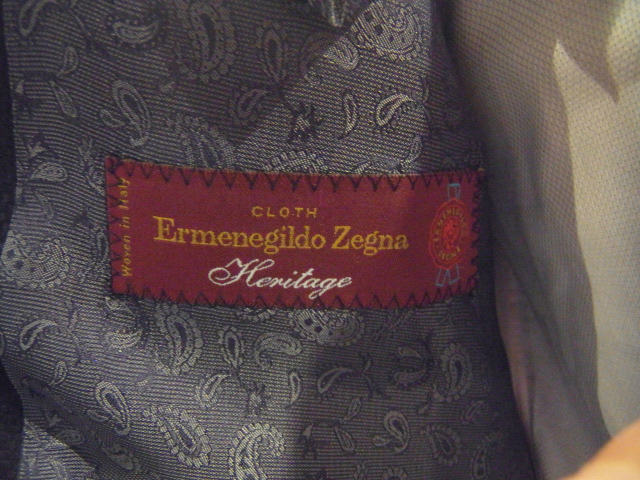 CLOTH
Ermenegildo Zegna
Heritage
Woven in Italy